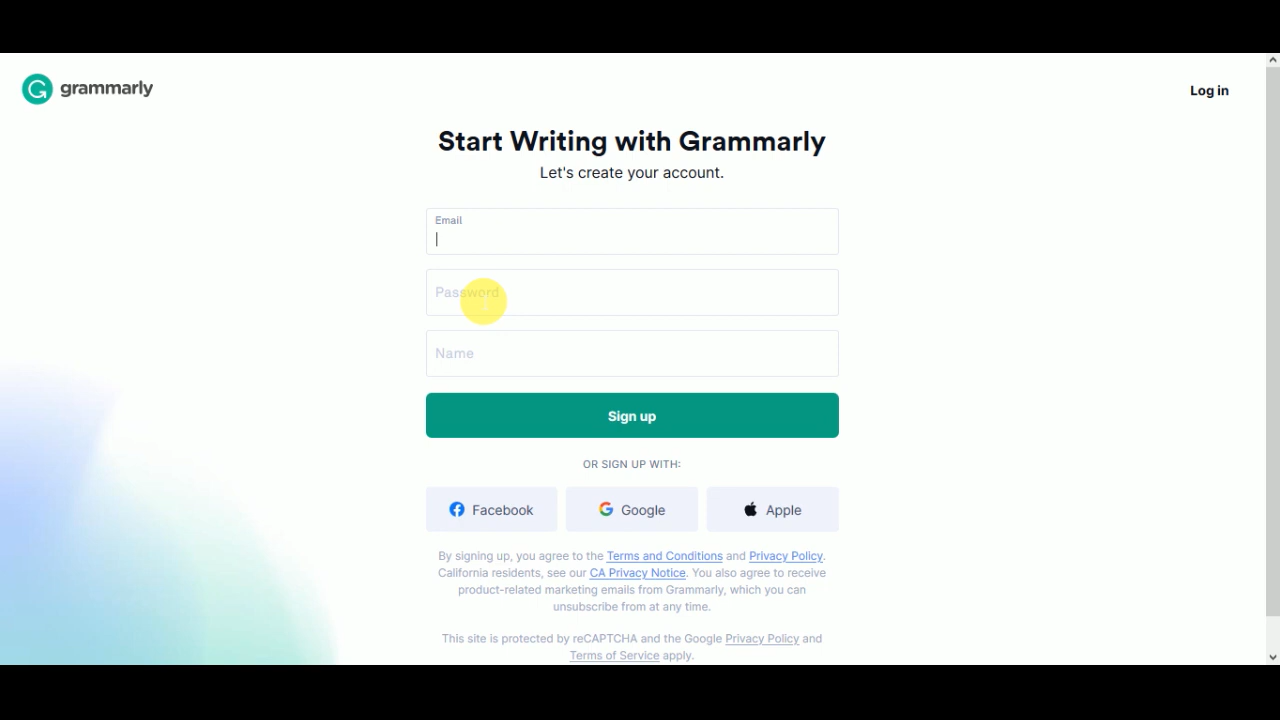 grammarly
Log in
Start Writing with Grammarly
Let's create your account.
Email
Password
Name
Sign up
OR SIGN UP WITH:
Facebook
Google
Apple
By signing up, you agree to the Terms and Conditions and Privacy Policy.
California residents, see our CA Privacy Notice. You also agree to receive
product-related marketing emails from Grammarly, which you can
unsubscribe from at any time.
This site is protected by reCAPTCHA and the Google Privacy Policy and
Terms of Service apply.